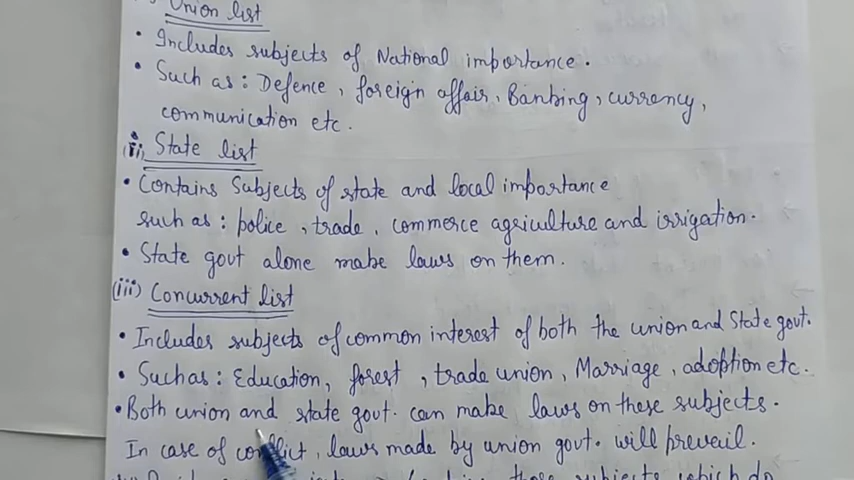 Union list
• Includes subjects of National importance.
• Such as: Defence, foreign affair, Banking, currency,
communication etc.
(ii) State list
• Contains Subjects of state and local importance
such as: police, trade, commerce agriculture and irrigation.
• State govt alone make laws on them.
(iii) Concurrent list
• Includes subjects of common interest of both the union and State govt.
• Such as: Education, forest, trade union, Marriage, adoption etc.
• Both union and state govt. can make laws on these subjects.
In case of conflict, laws made by union govt. will prevail.
those subjects which do